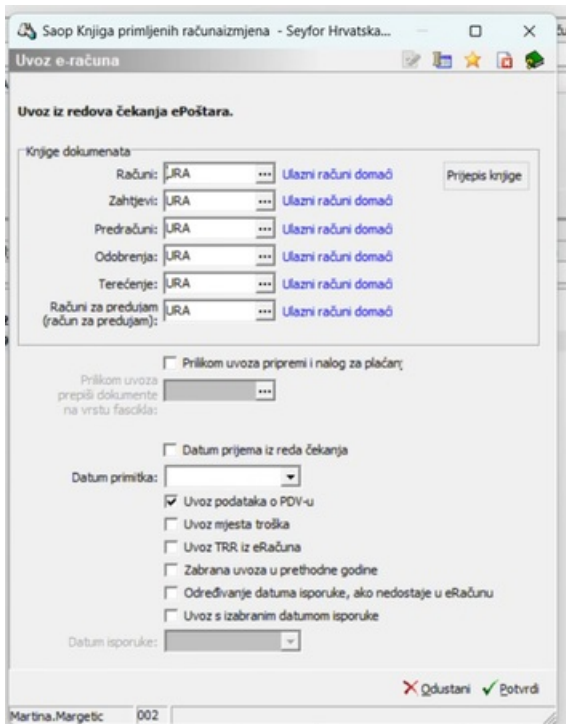 Saop Knjiga primljenih računaizmjena - Seyfor Hrvatska...
Uvoz e-računa
Uvoz iz redova čekanja ePoštara.
Knjige dokumenata
Računi: URA ... Ulazni računi domaći
Prijepis knjige
Zahtjevi: URA ... Ulazni računi domaći
Predračuni: URA ... Ulazni računi domaći
Odobrenja: URA ... Ulazni računi domaći
Terećenje: URA ... Ulazni računi domaći
Računi za predujam
(račun za predujam): URA ... Ulazni računi domaći
Prilikom uvoza pripremi i nalog za plaćan
Prilikom uvoza
prepiši dokumente ...
na vrstu fascikla:
Datum prijema iz reda čekanja
Datum primitka:
Uvoz podataka o PDV-u
Uvoz mjesta troška
Uvoz TRR iz eRačuna
Zabrana uvoza u prethodne godine
Određivanje datuma isporuke, ako nedostaje u eRačunu
Uvoz s izabranim datumom isporuke
Datum isporuke:
Odustani Potvrdi
Martina.Margetic 002